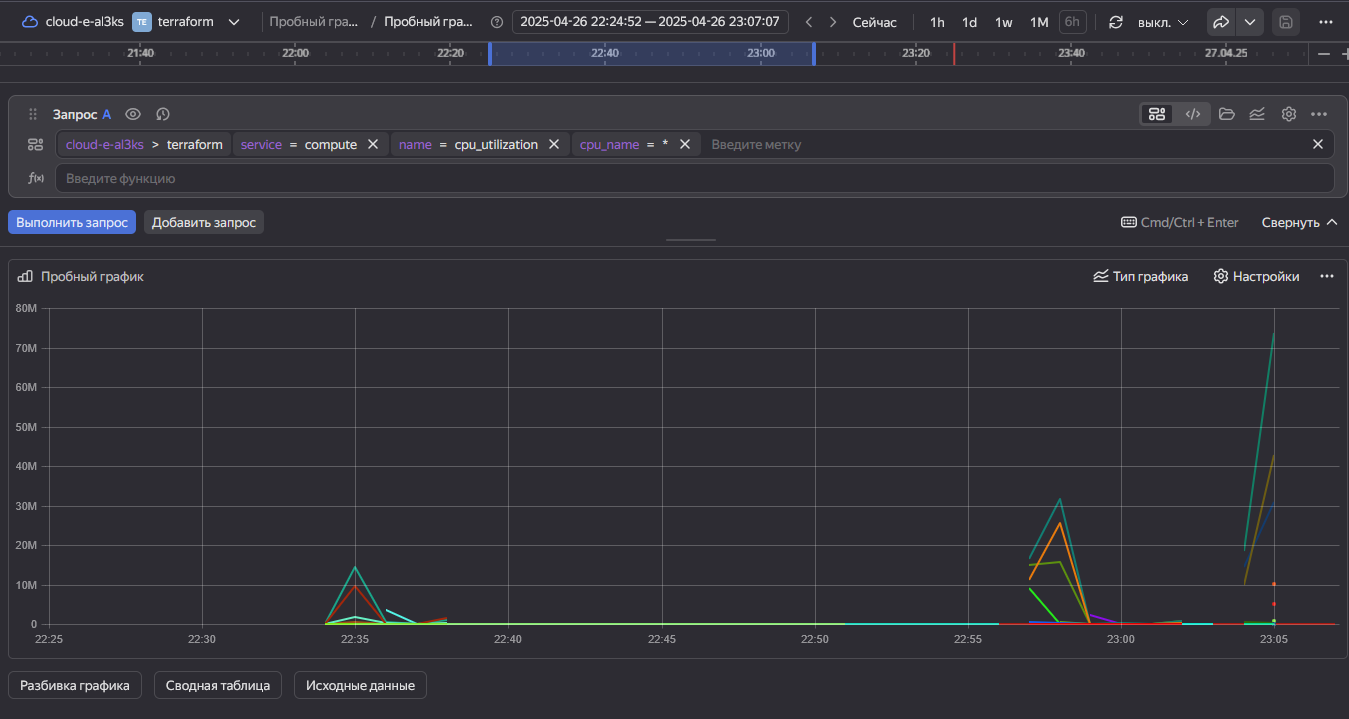 cloud-e-al3ks TE terraform Пробный гра... / Пробный гра... 2025-04-26 22:24:52 — 2025-04-26 23:07:07 Сейчас 1h 1d 1w 1M 6h выкл.
21:40 22:00 22:20 22:40 23:00 23:20 23:40 27.04.25
Запрос A
cloud-e-al3ks > terraform service = compute name = cpu_utilization cpu_name = * Введите метку
f(x) Введите функцию
Выполнить запрос Добавить запрос Cmd/Ctrl + Enter Свернуть
Пробный график Тип графика Настройки
80M
70M
60M
50M
40M
30M
20M
10M
0
22:25 22:30 22:35 22:40 22:45 22:50 22:55 23:00 23:05
Разбивка графика Сводная таблица Исходные данные